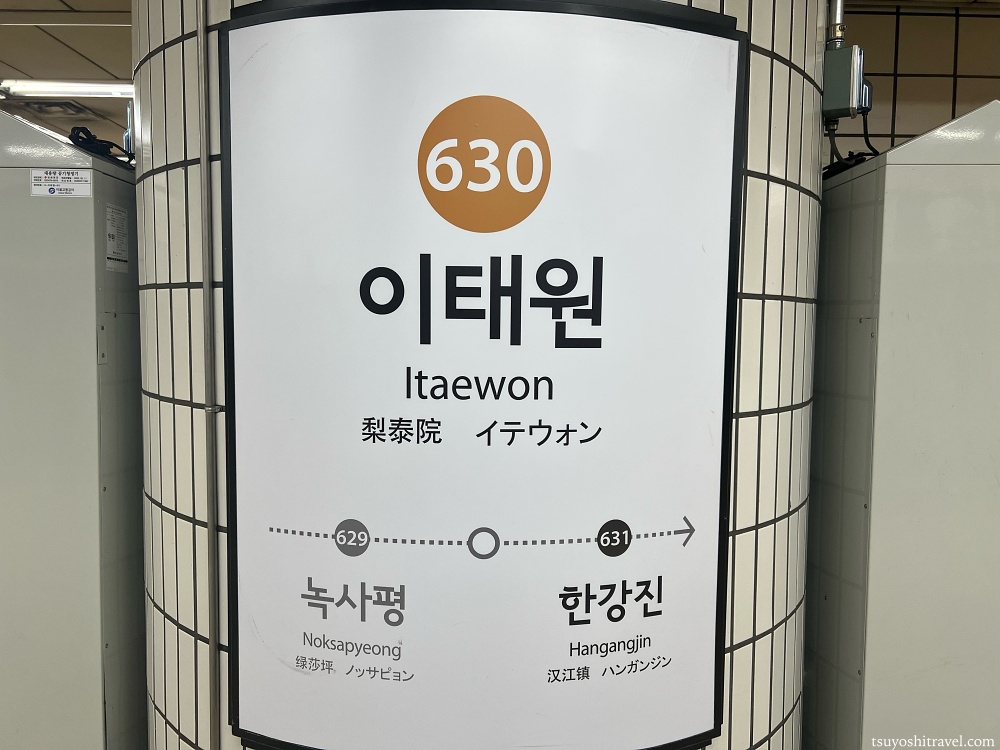 630
이태원
Itaewon
梨泰院 イテウォン
629 631
녹사평 한강진
Noksapyeong Hangangjin
绿莎坪 ノッサピョン 汉江镇 ハンガンジン
tsuyoshitravel.com